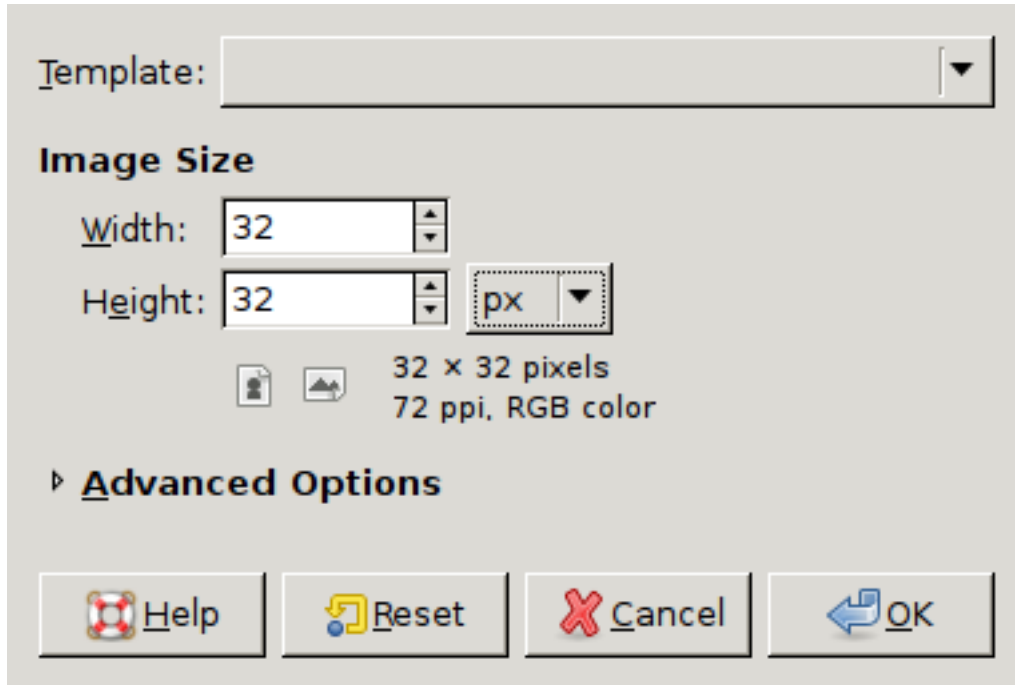 Template:
Image Size
Width: 32
Height: 32 px
32 × 32 pixels
72 ppi, RGB color
Advanced Options
Help Reset Cancel OK